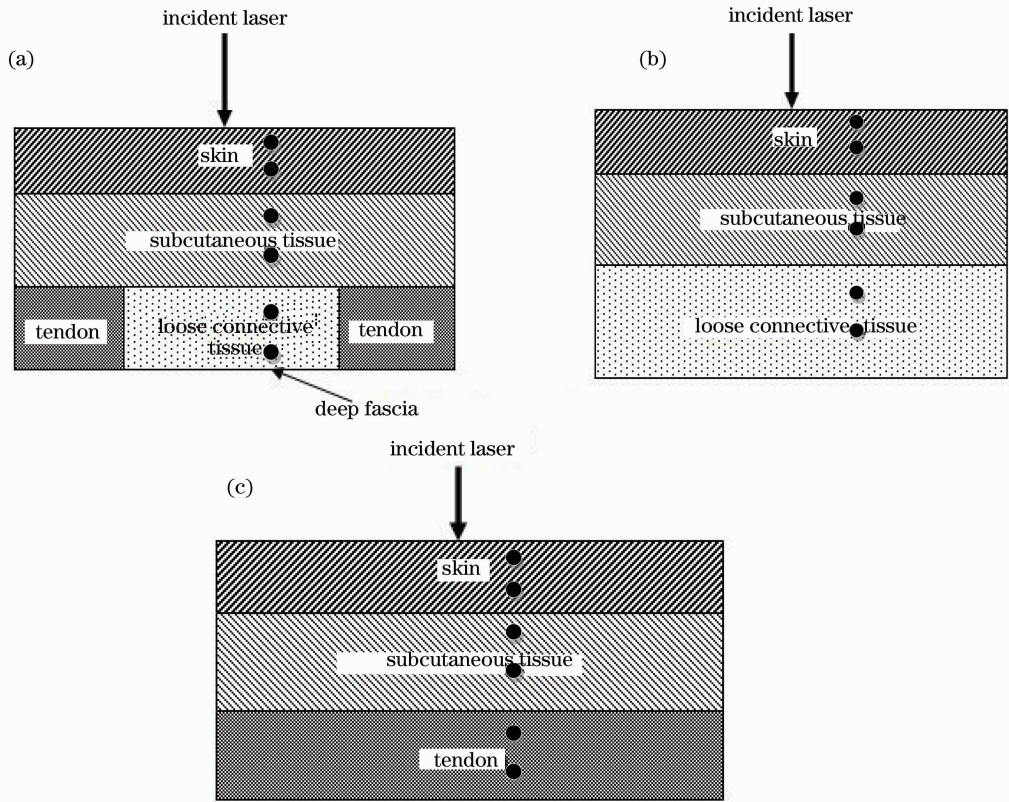 incident laser
(a)
skin
subcutaneous tissue
tendon
loose connective
tissue
tendon
deep fascia
incident laser
(b)
skin
subcutaneous tissue
loose connective tissue
incident laser
(c)
skin
subcutaneous tissue
tendon